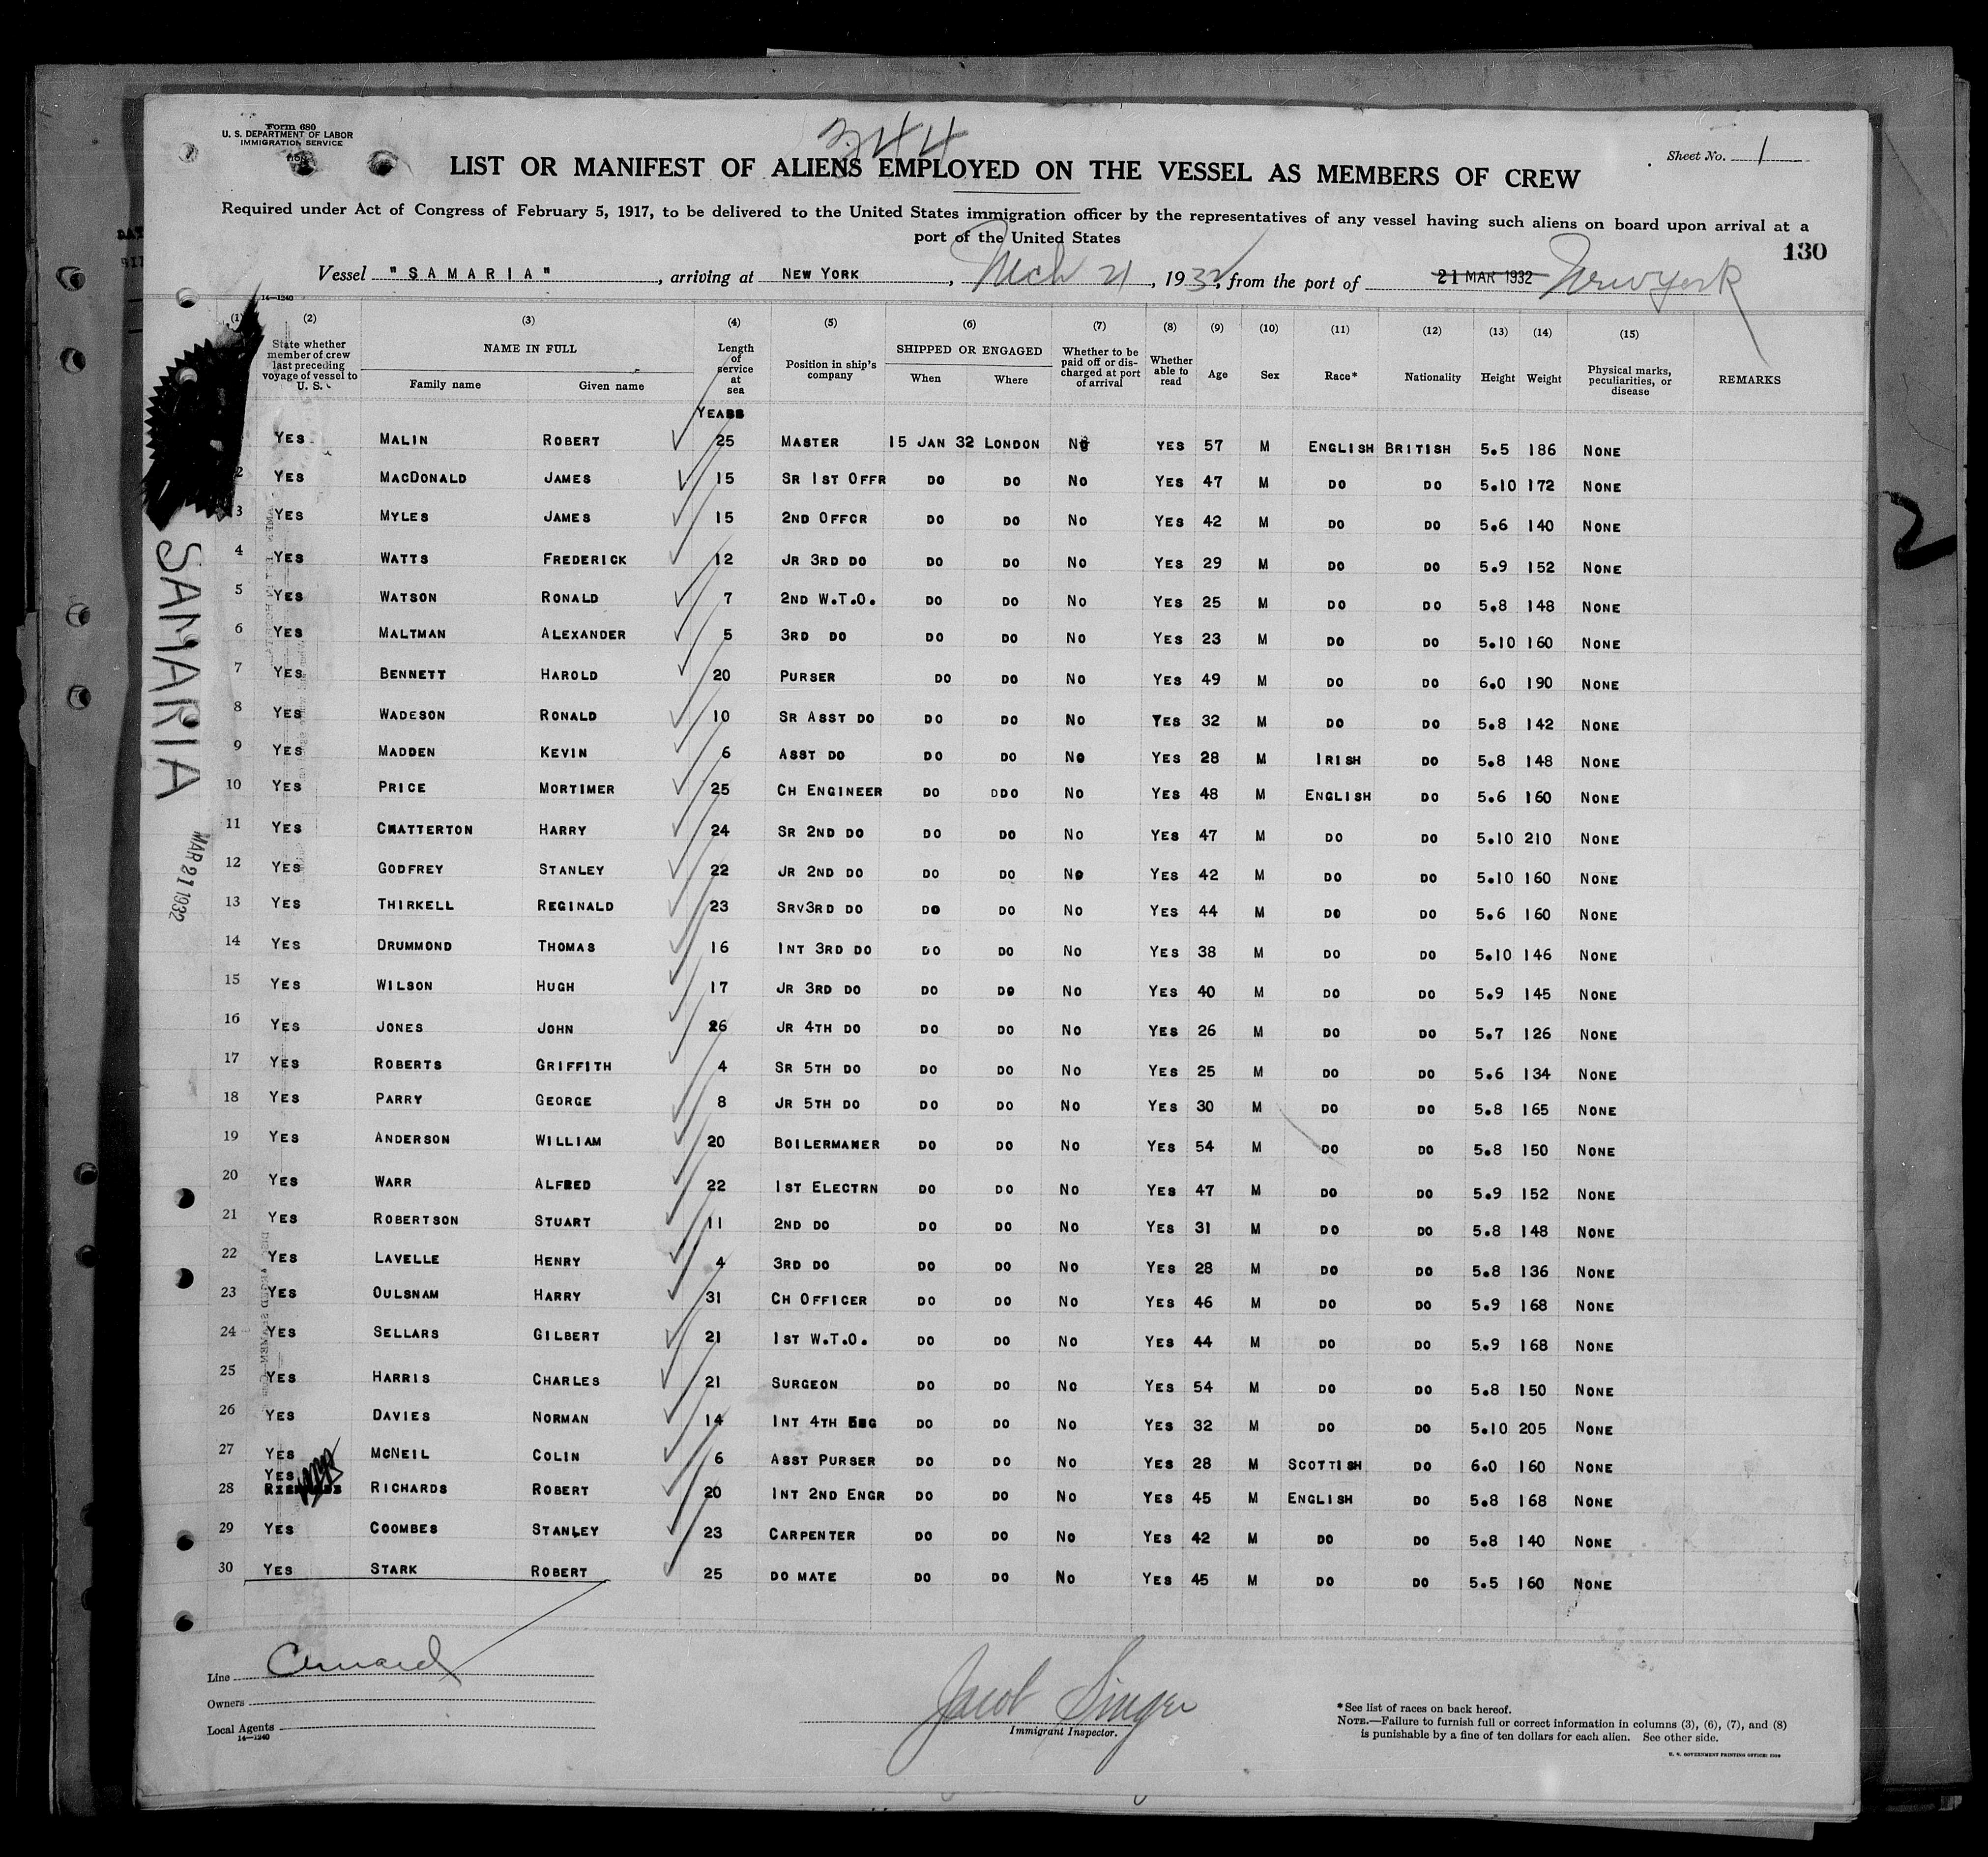 Form 680
U. S. DEPARTMENT OF LABOR
IMMIGRATION SERVICE
344
Sheet No. 1
LIST OR MANIFEST OF ALIENS EMPLOYED ON THE VESSEL AS MEMBERS OF CREW
Required under Act of Congress of February 5, 1917, to be delivered to the United States immigration officer by the representatives of any vessel having such aliens on board upon arrival at a
port of the United States
130
Vessel "SAMARIA", arriving at NEW YORK, Mch 21, 1932, from the port of 21 MAR 1932 New York
14—1240
(1) (2) (3) (4) (5) (6) (7) (8) (9) (10) (11) (12) (13) (14) (15)
State whether member of crew last preceding voyage of vessel to U. S. NAME IN FULL Family name Given name Length of service at sea Position in ship's company SHIPPED OR ENGAGED When Where Whether to be paid off or discharged at port of arrival Whether able to read Age Sex Race* Nationality Height Weight Physical marks, peculiarities, or disease REMARKS
YEARS
YES MALIN ROBERT 25 MASTER 15 JAN 32 LONDON NO YES 57 M ENGLISH BRITISH 5.5 186 NONE
2 YES MACDONALD JAMES 15 SR 1ST OFFR DO DO NO YES 47 M DO DO 5.10 172 NONE
3 YES MYLES JAMES 15 2ND OFFCR DO DO NO YES 42 M DO DO 5.6 140 NONE
4 YES WATTS FREDERICK 12 JR 3RD DO DO DO NO YES 29 M DO DO 5.9 152 NONE
5 YES WATSON RONALD 7 2ND W.T.O. DO DO NO YES 25 M DO DO 5.8 148 NONE
6 YES MALTMAN ALEXANDER 5 3RD DO DO DO NO YES 23 M DO DO 5.10 160 NONE
7 YES BENNETT HAROLD 20 PURSER DO DO NO YES 49 M DO DO 6.0 190 NONE
8 YES WADESON RONALD 10 SR ASST DO DO DO NO YES 32 M DO DO 5.8 142 NONE
9 YES MADDEN KEVIN 6 ASST DO DO DO NO YES 28 M IRISH DO 5.8 148 NONE
10 YES PRICE MORTIMER 25 CH ENGINEER DO DDO NO YES 48 M ENGLISH DO 5.6 160 NONE
11 YES CHATTERTON HARRY 24 SR 2ND DO DO DO NO YES 47 M DO DO 5.10 210 NONE
12 YES GODFREY STANLEY 22 JR 2ND DO DO DO NO YES 42 M DO DO 5.10 160 NONE
13 YES THIRKELL REGINALD 23 SRV3RD DO DO DO NO YES 44 M DO DO 5.6 160 NONE
14 YES DRUMMOND THOMAS 16 INT 3RD DO DO DO NO YES 38 M DO DO 5.10 146 NONE
15 YES WILSON HUGH 17 JR 3RD DO DO DO NO YES 40 M DO DO 5.9 145 NONE
16 YES JONES JOHN 26 JR 4TH DO DO DO NO YES 26 M DO DO 5.7 126 NONE
17 YES ROBERTS GRIFFITH 4 SR 5TH DO DO DO NO YES 25 M DO DO 5.6 134 NONE
18 YES PARRY GEORGE 8 JR 5TH DO DO DO NO YES 30 M DO DO 5.8 165 NONE
19 YES ANDERSON WILLIAM 20 BOILERMAKER DO DO NO YES 54 M DO DO 5.8 150 NONE
20 YES WARR ALFRED 22 1ST ELECTRN DO DO NO YES 47 M DO DO 5.9 152 NONE
21 YES ROBERTSON STUART 11 2ND DO DO DO NO YES 31 M DO DO 5.8 148 NONE
22 YES LAVELLE HENRY 4 3RD DO DO DO NO YES 28 M DO DO 5.8 136 NONE
23 YES OULSNAM HARRY 31 CH OFFICER DO DO NO YES 46 M DO DO 5.9 168 NONE
24 YES SELLARS GILBERT 21 1ST W.T.O. DO DO NO YES 44 M DO DO 5.9 168 NONE
25 YES HARRIS CHARLES 21 SURGEON DO DO NO YES 54 M DO DO 5.8 150 NONE
26 YES DAVIES NORMAN 14 INT 4TH ENG DO DO NO YES 32 M DO DO 5.10 205 NONE
27 YES MCNEIL COLIN 6 ASST PURSER DO DO NO YES 28 M SCOTTISH DO 6.0 160 NONE
28 YES RICHARDS ROBERT 20 INT 2ND ENGR DO DO NO YES 45 M ENGLISH DO 5.8 168 NONE
29 YES COOMBES STANLEY 23 CARPENTER DO DO NO YES 42 M DO DO 5.8 140 NONE
30 YES STARK ROBERT 25 DO MATE DO DO NO YES 45 M DO DO 5.5 160 NONE
SAMARIA
MAR 21 1932
2
Line Cunard
Owners
Local Agents
14—1240
Jacob Singer
Immigrant Inspector.
*See list of races on back hereof.
NOTE.—Failure to furnish full or correct information in columns (3), (6), (7), and (8)
is punishable by a fine of ten dollars for each alien. See other side.
U. S. GOVERNMENT PRINTING OFFICE: